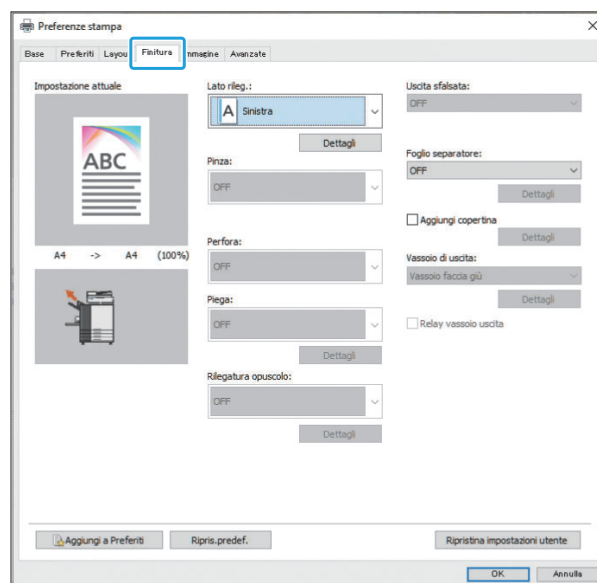 Preferenze stampa
Base Preferiti Layou Finitura mmagine Avanzate
Impostazione attuale
ABC
A4 -> A4 (100%)
Lato rileg.:
A Sinistra
Dettagli
Pinza:
OFF
Perfora:
OFF
Piega:
OFF
Dettagli
Rilegatura opuscolo:
OFF
Dettagli
Uscita sfalsata:
OFF
Foglio separatore:
OFF
Dettagli
Aggiungi copertina
Dettagli
Vassoio di uscita:
Vassoio faccia giù
Dettagli
Relay vassoio uscita
Aggiungi a Preferiti Ripris.predef. Ripristina impostazioni utente
OK Annulla